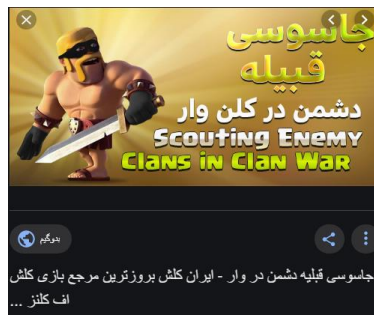 جاسوسی
قبیله
دشمن در کلن وار
Scouting Enemy
Clans in Clan War
بدوگیم
جاسوسی قبلیه دشمن در وار - ایران کلش بروزترین مرجع بازی کلش
اف کلنز ...